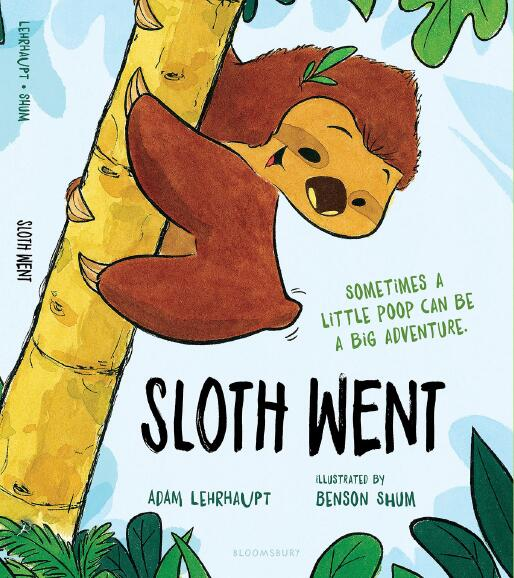 LEHRHAUPT • SHUM
SLOTH WENT
SOMETiMES A
LiTTLE POOP CAN BE
A BiG ADVENTURE.
SLOTH WENT
ADAM LEHRHAUPT
iLLUSTRATED BY
BENSON SHUM
BLOOMSBURY